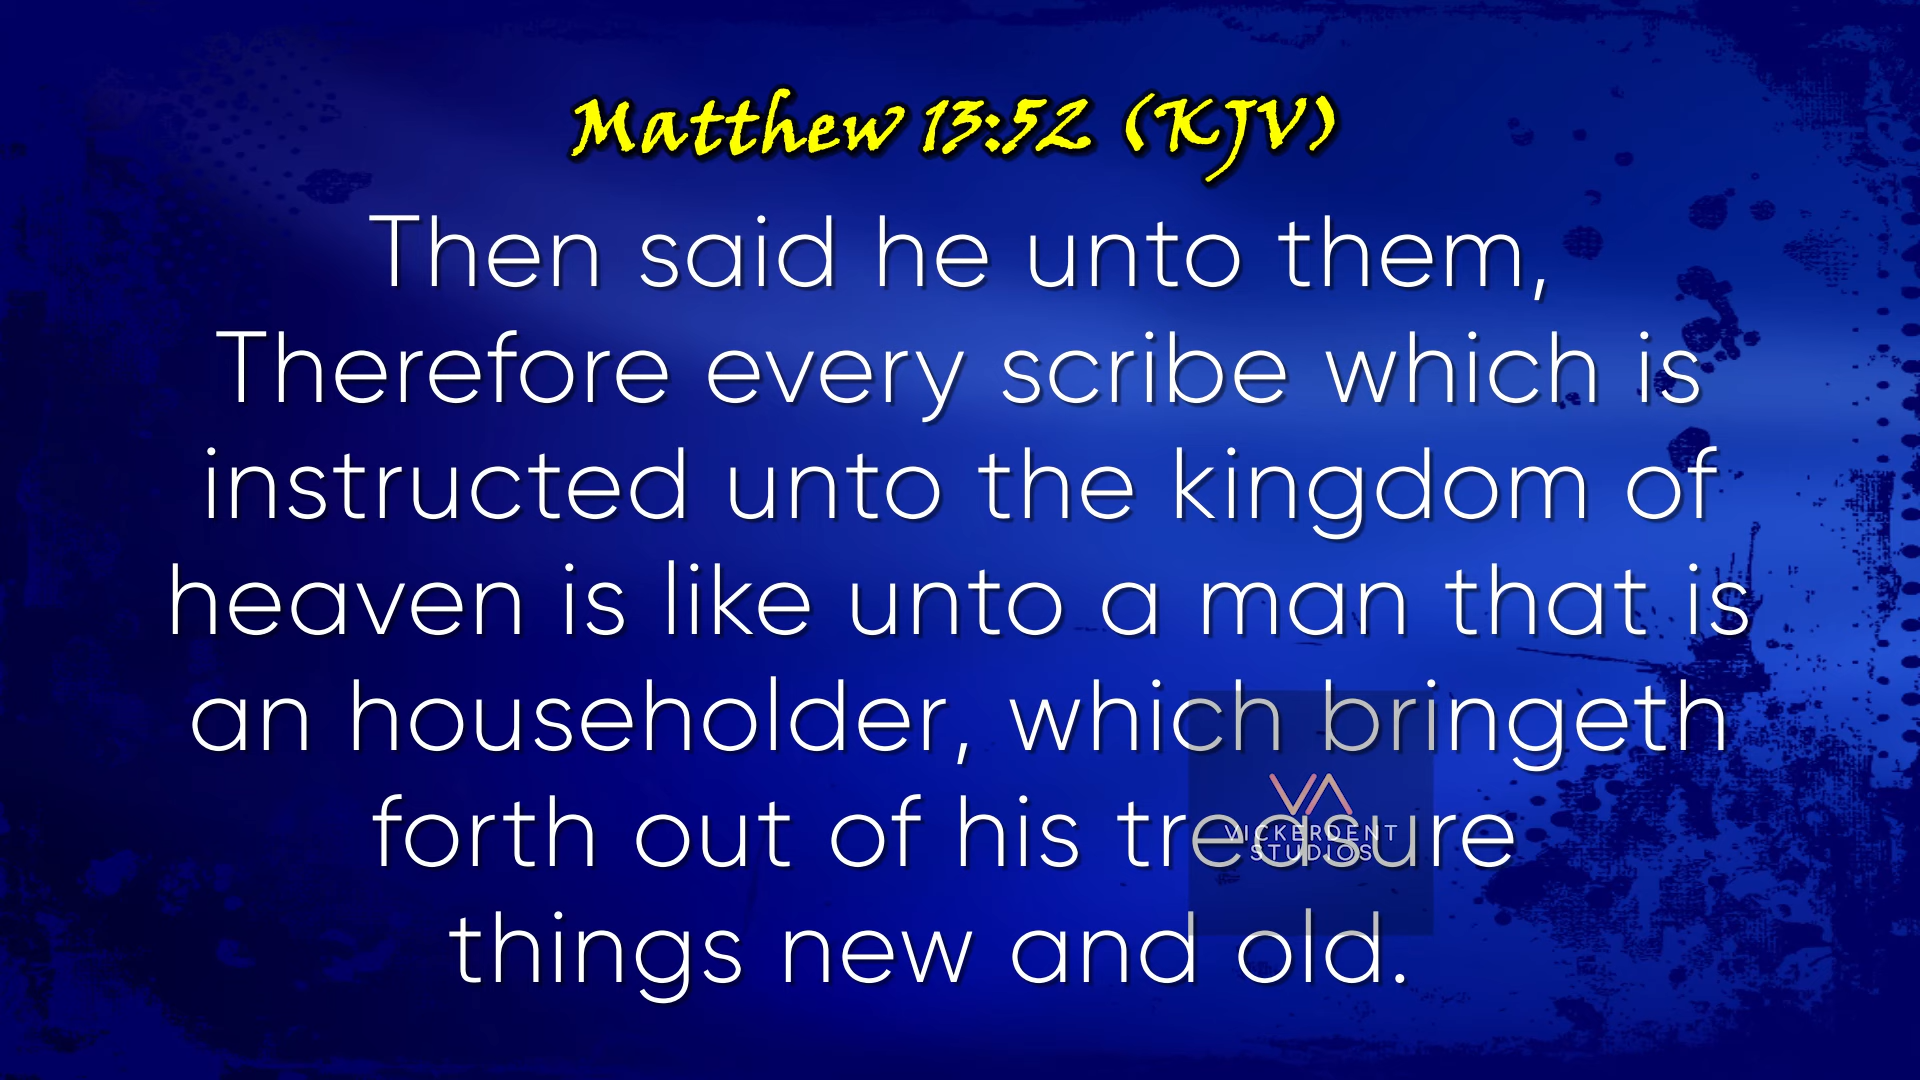 Matthew 13:52 (KJV)
Then said he unto them,
Therefore every scribe which is
instructed unto the kingdom of
heaven is like unto a man that is
an householder, which bringeth
forth out of his treasure
VICKERDENT
STUDIOS
things new and old.